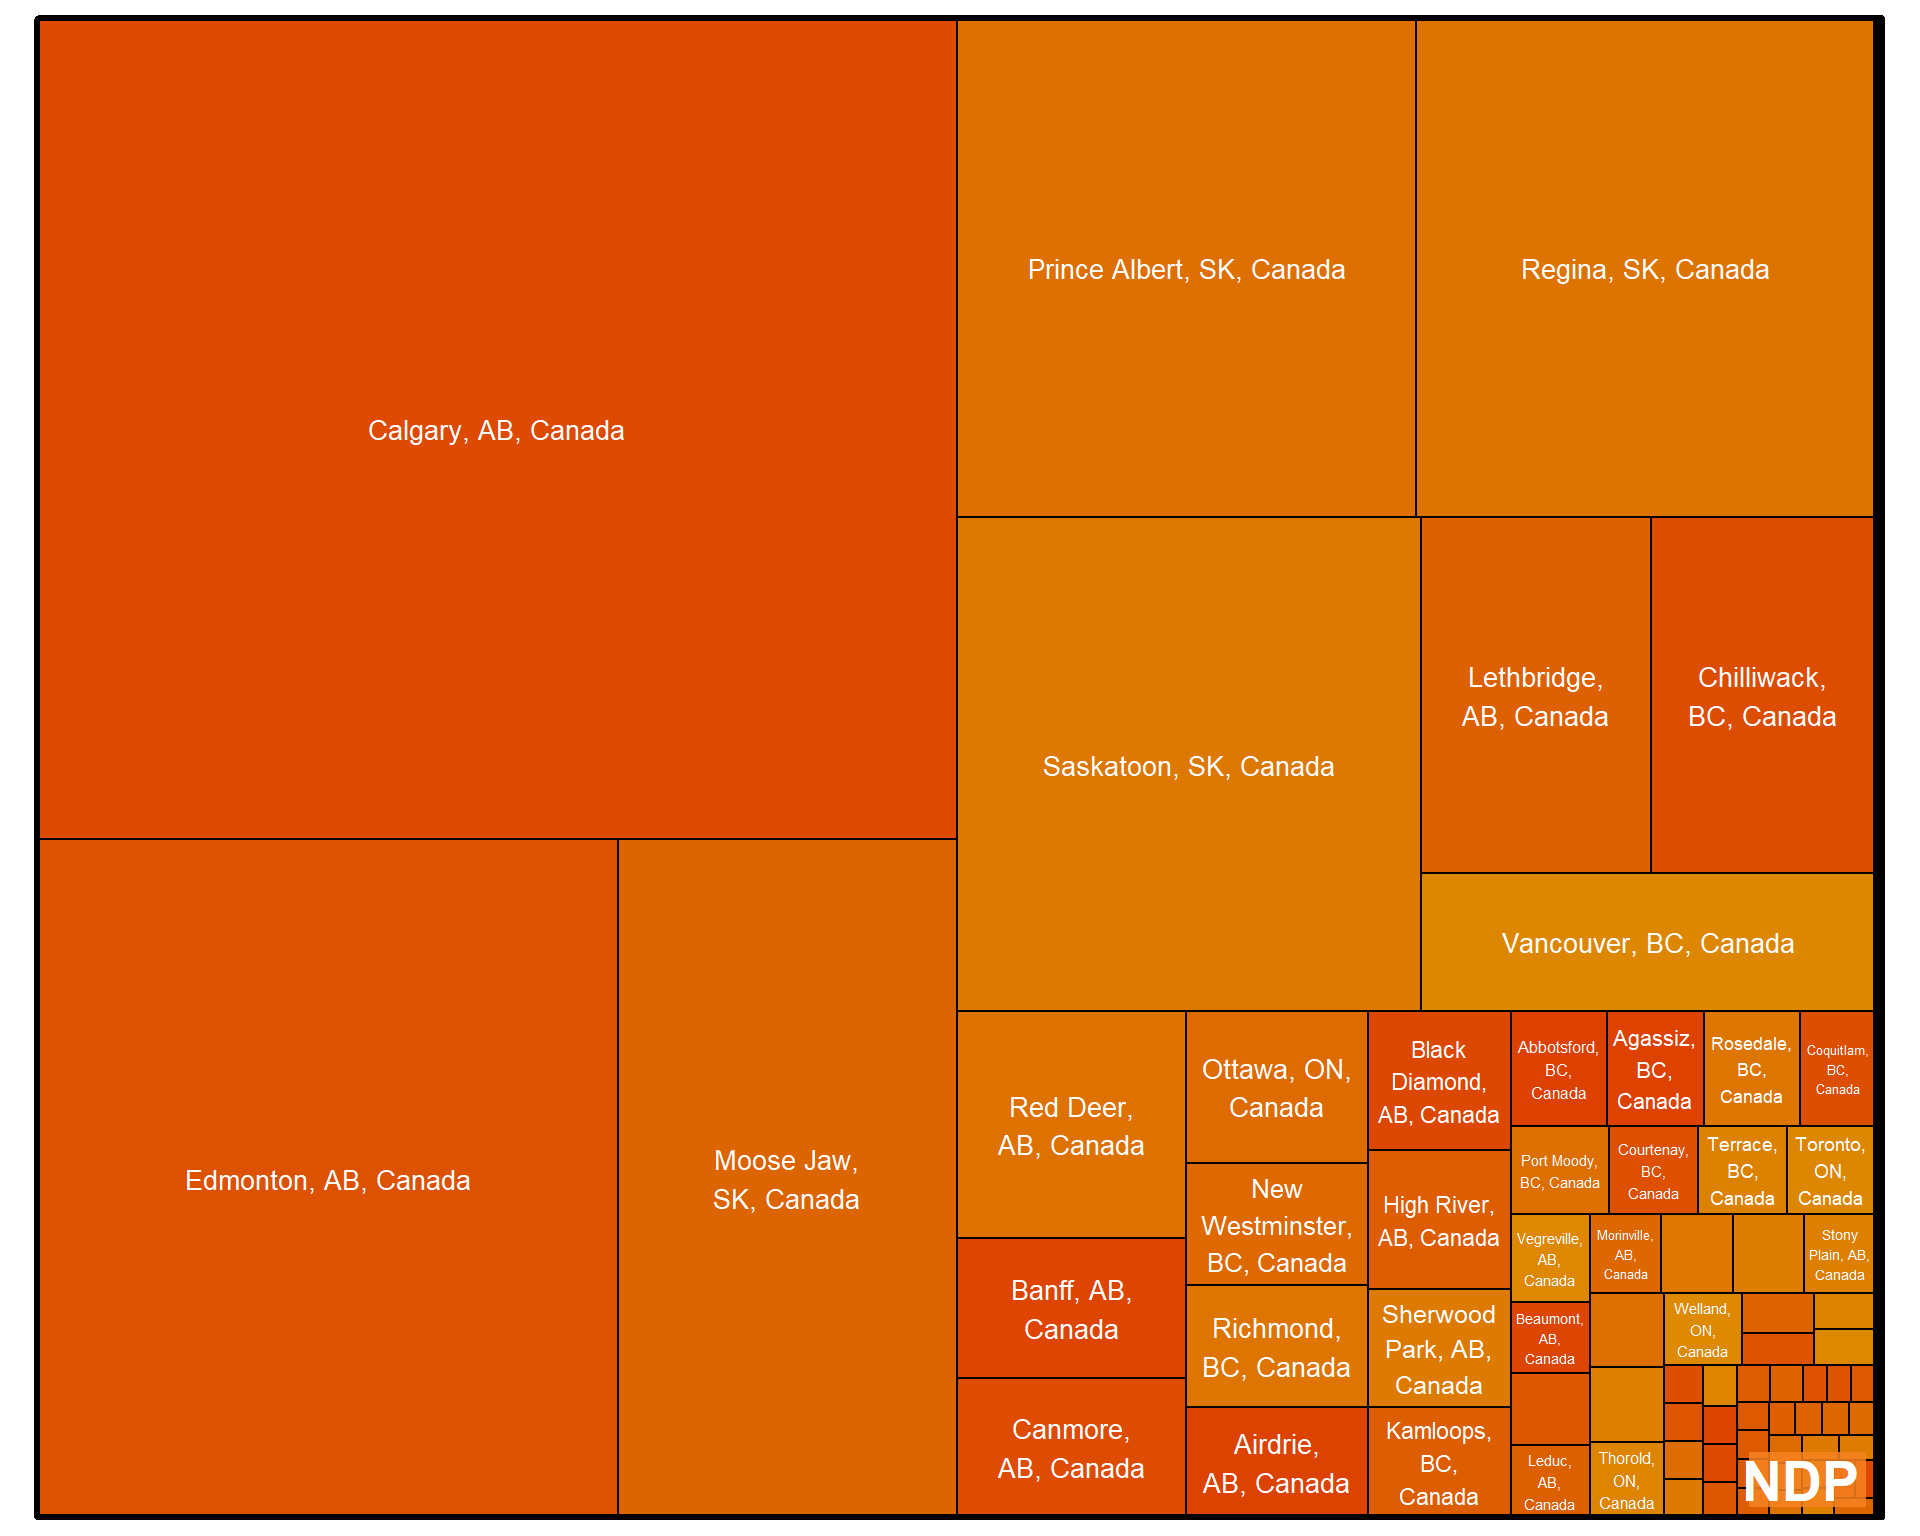 Calgary, AB, Canada
Prince Albert, SK, Canada
Regina, SK, Canada
Saskatoon, SK, Canada
Lethbridge,
AB, Canada
Chilliwack,
BC, Canada
Vancouver, BC, Canada
Edmonton, AB, Canada
Moose Jaw,
SK, Canada
Red Deer,
AB, Canada
Banff, AB,
Canada
Canmore,
AB, Canada
Ottawa, ON,
Canada
New
Westminster,
BC, Canada
Richmond,
BC, Canada
Airdrie,
AB, Canada
Black
Diamond,
AB, Canada
High River,
AB, Canada
Sherwood
Park, AB,
Canada
Kamloops,
BC,
Canada
Abbotsford,
BC,
Canada
Agassiz,
BC,
Canada
Rosedale,
BC,
Canada
Coquitlam,
BC,
Canada
Port Moody,
BC, Canada
Courtenay,
BC,
Canada
Terrace,
BC,
Canada
Toronto,
ON,
Canada
Vegreville,
AB,
Canada
Morinville,
AB,
Canada
Stony
Plain, AB,
Canada
Beaumont,
AB,
Canada
Welland,
ON,
Canada
Leduc,
AB,
Canada
Thorold,
ON,
Canada
NDP